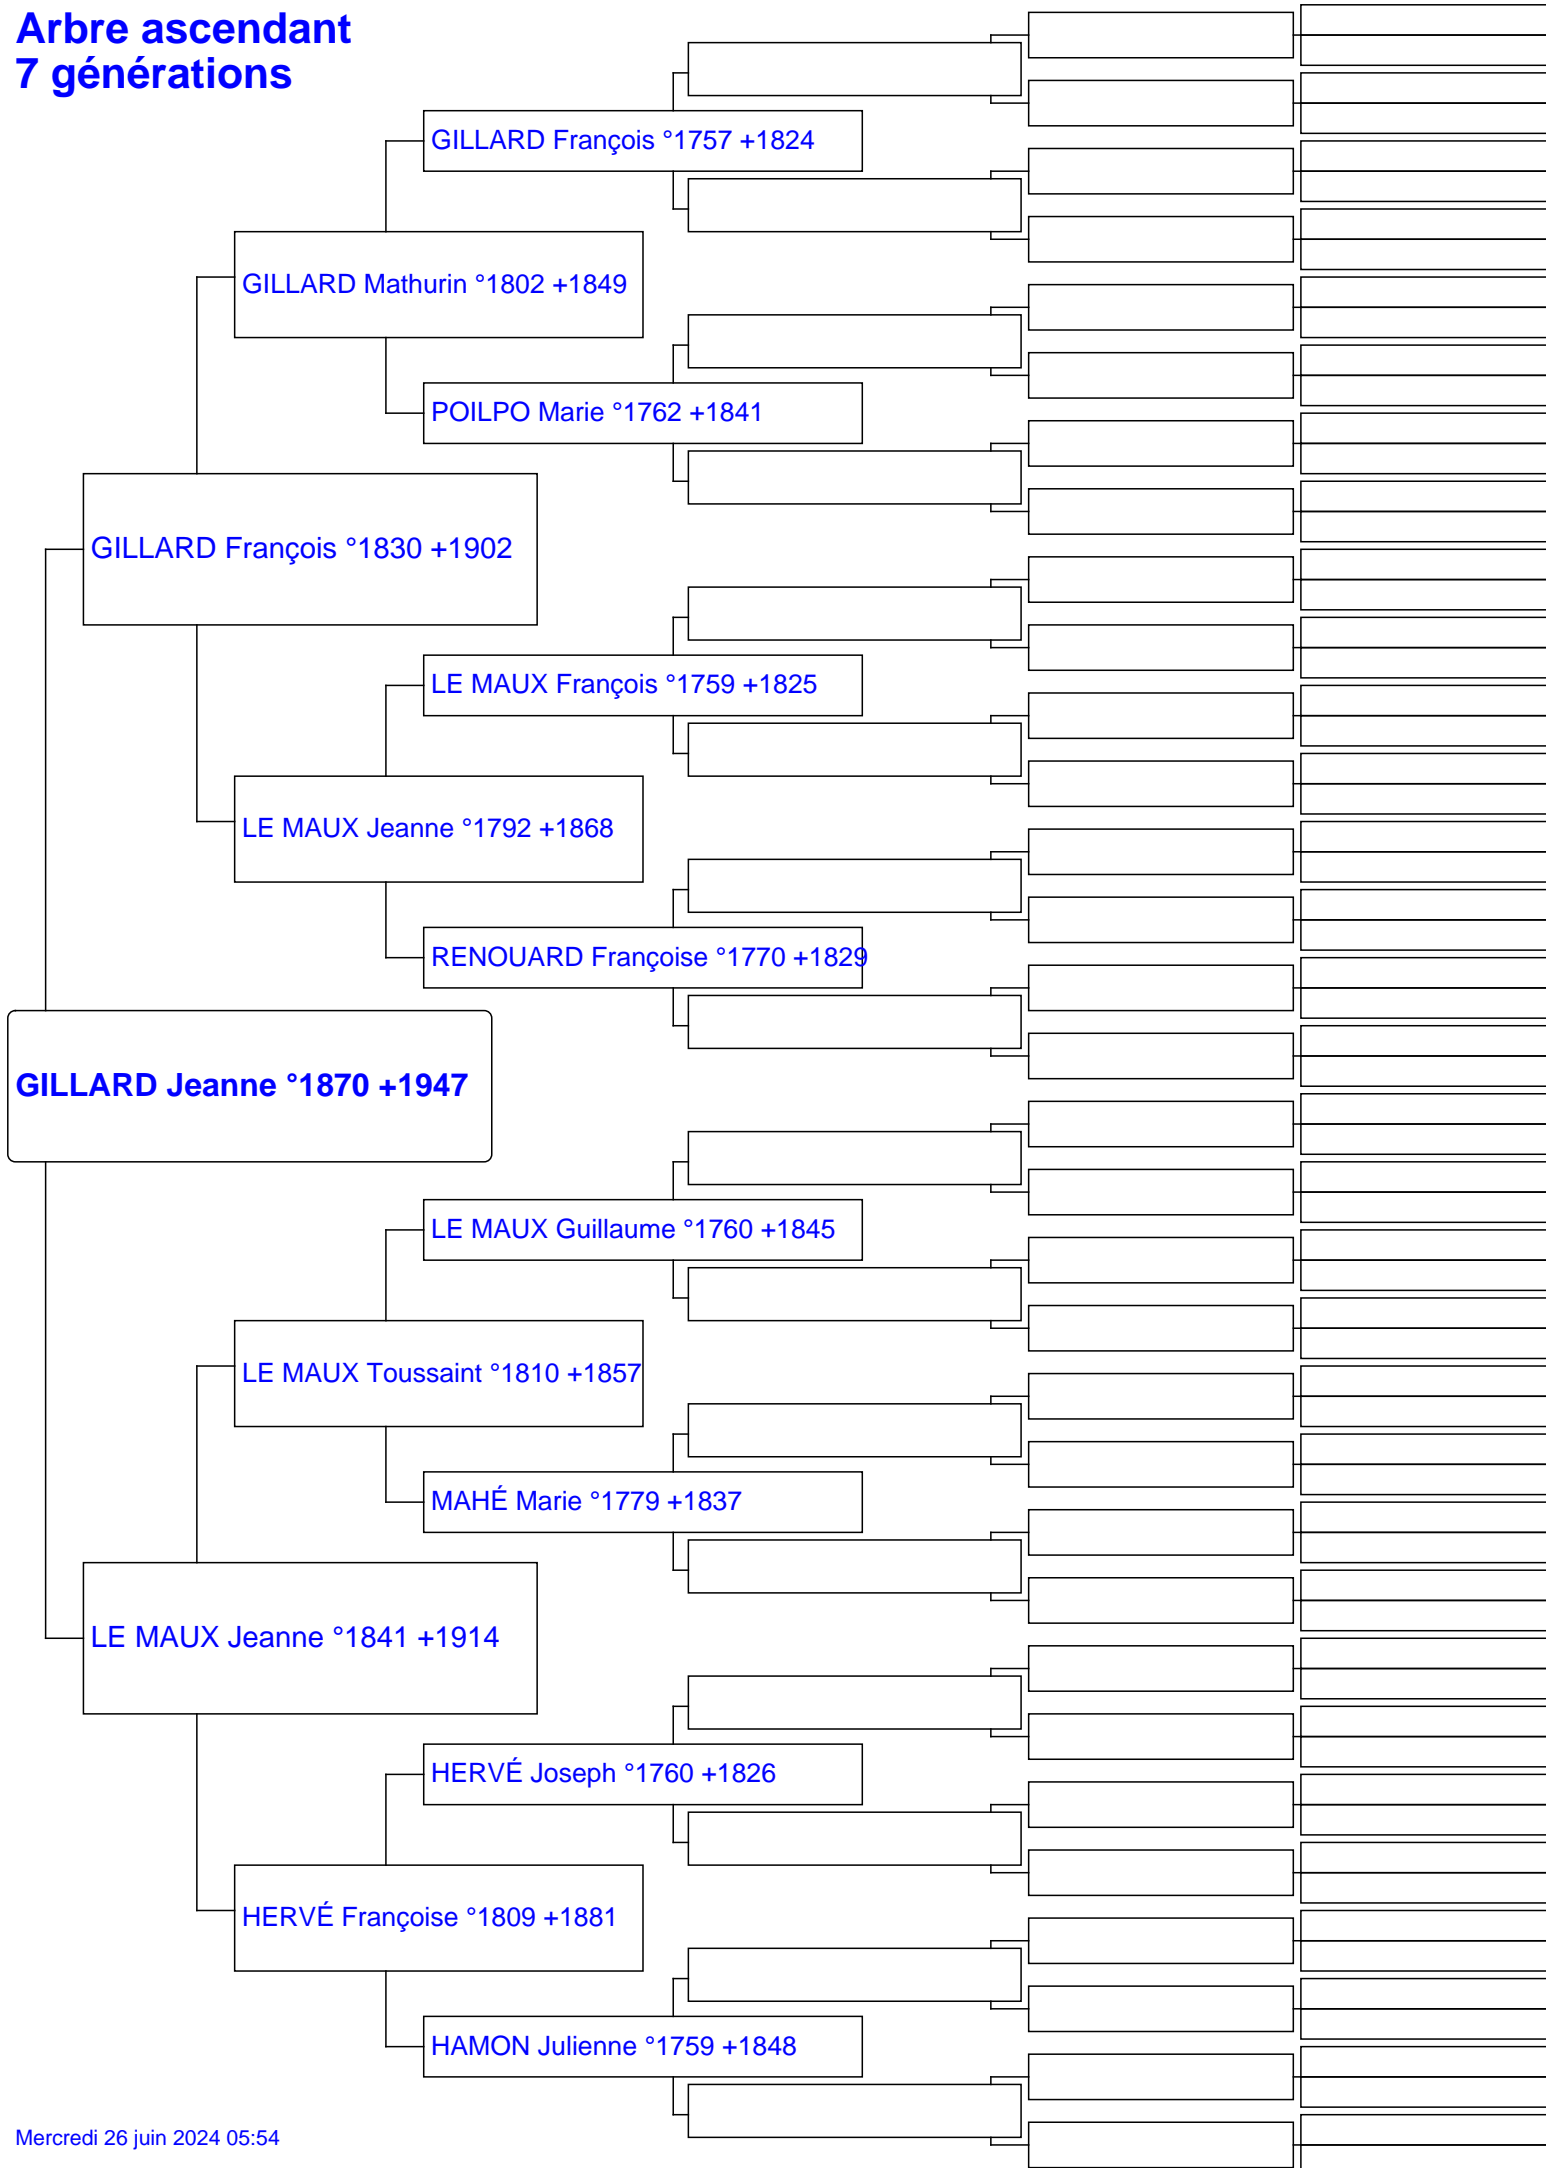 Arbre ascendant
7 générations
GILLARD François °1757 +1824
GILLARD Mathurin °1802 +1849
POILPO Marie °1762 +1841
GILLARD François °1830 +1902
LE MAUX François °1759 +1825
LE MAUX Jeanne °1792 +1868
RENOUARD Françoise °1770 +1829
GILLARD Jeanne °1870 +1947
LE MAUX Guillaume °1760 +1845
LE MAUX Toussaint °1810 +1857
MAHÉ Marie °1779 +1837
LE MAUX Jeanne °1841 +1914
HERVÉ Joseph °1760 +1826
HERVÉ Françoise °1809 +1881
HAMON Julienne °1759 +1848
Mercredi 26 juin 2024 05:54